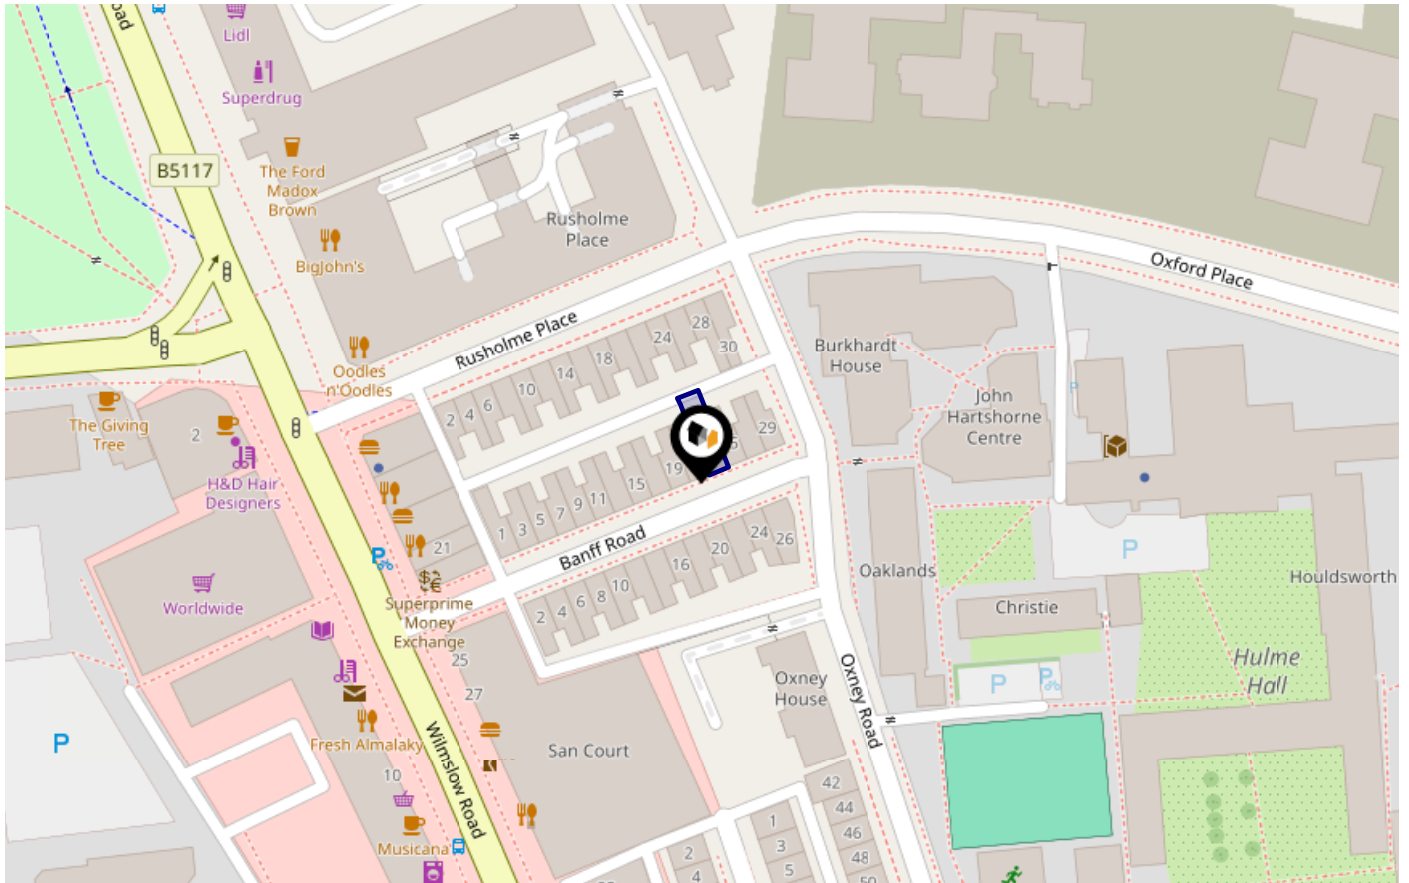 Road
Lidl
Superdrug
B5117
The Ford
Madox
Brown
BigJohn's
Rusholme
Place
Oxford Place
Rusholme Place
Oodles
n'Oodles
28
24
30
18
14
10
6
4
2
Burkhardt
House
John
Hartshorne
Centre
The Giving
Tree
2
H&D Hair
Designers
29
19
15
11
9
7
5
3
1
21
Banff Road
24
26
20
16
10
8
6
4
2
Oaklands
Houldsworth
Christie
Worldwide
Superprime
Money
Exchange
25
27
Hulme
Hall
Oxney
House
Oxney Road
P
P
P
P
P
P
Fresh Almalaky
Wilmslow Road
San Court
10
Musicana
42
44
46
48
50
1
3
5
2
4